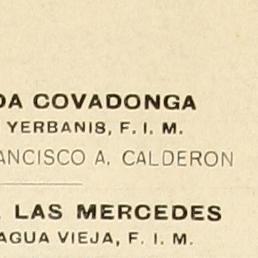 DA COVADONGA
YERBANIS, F. I. M.
ANCISCO A. CALDERON
LAS MERCEDES
AGUA VIEJA, F. I. M.